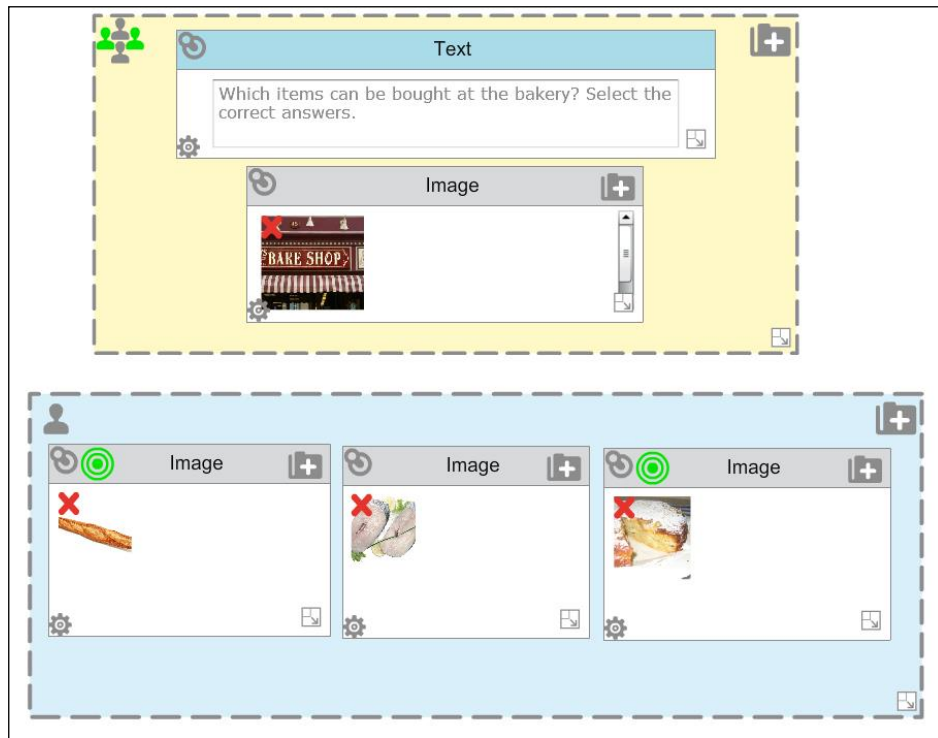 Text
Which items can be bought at the bakery? Select the
correct answers.
Image
BAKE SHOP
Image
Image
Image